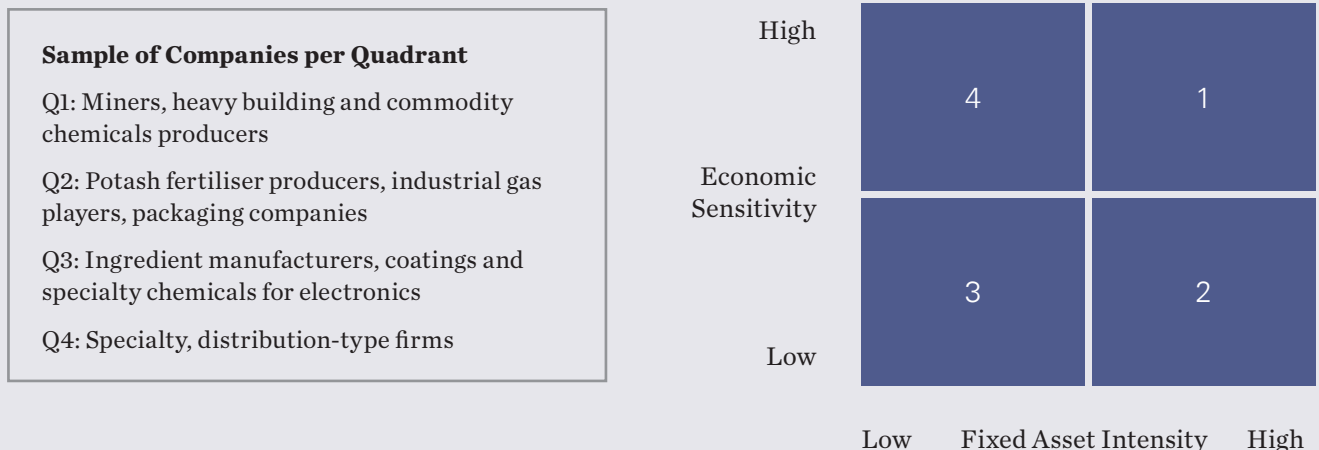 Sample of Companies per Quadrant
Q1: Miners, heavy building and commodity
chemicals producers
Q2: Potash fertiliser producers, industrial gas
players, packaging companies
Q3: Ingredient manufacturers, coatings and
specialty chemicals for electronics
Q4: Specialty, distribution-type firms
High
Economic
Sensitivity
Low
4
1
3
2
Low Fixed Asset Intensity High